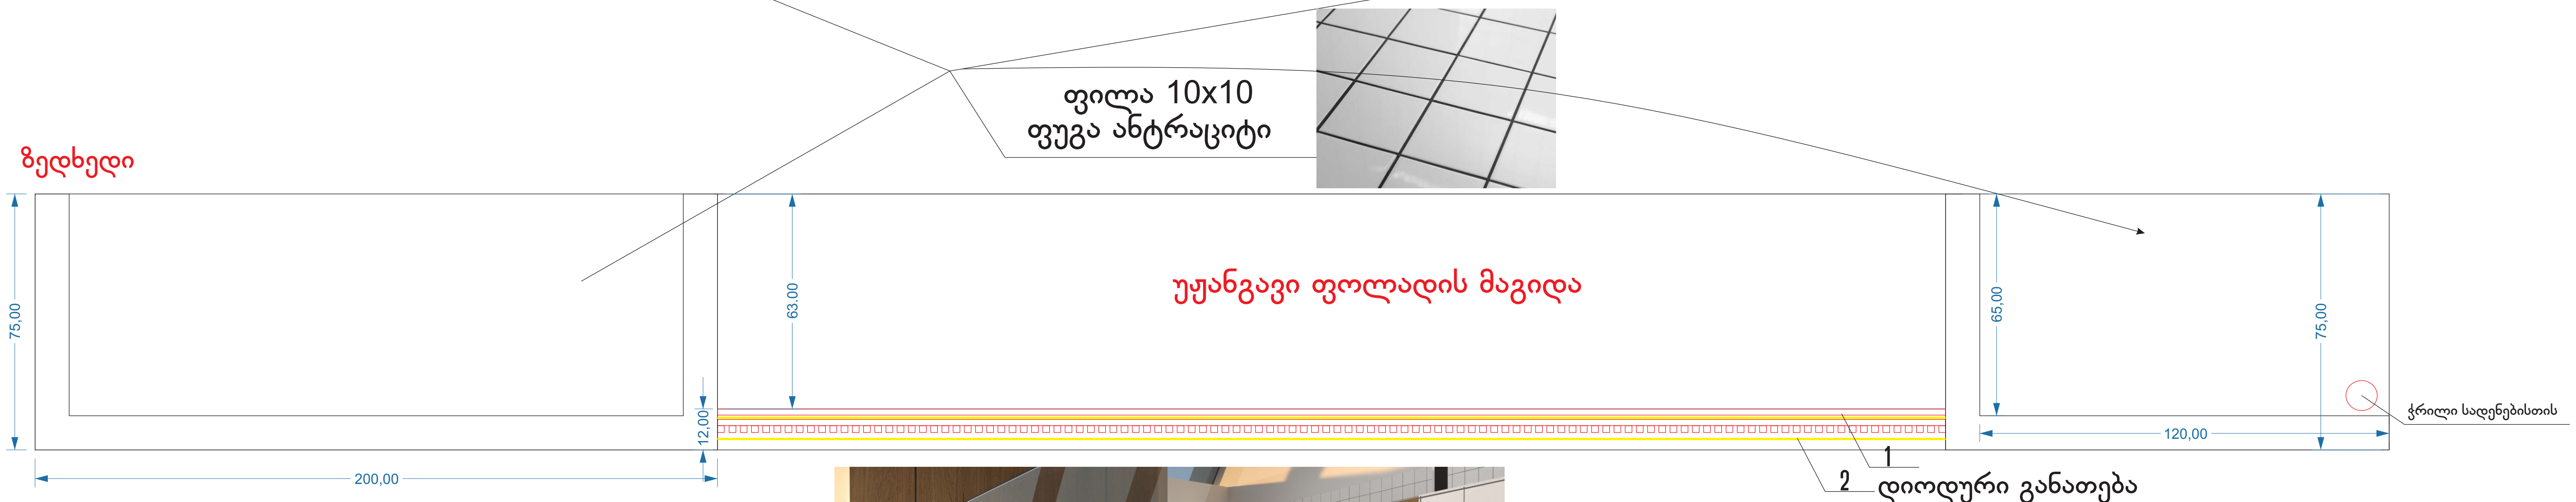 ფილა 10x10
ფუგა ანტრაციტი
ზედხედი
უჟანგავი ფოლადის მაგიდა
75,00
63.00
65,00
75,00
12,00
120,00
200,00
ჭრილი სადენებისთის
1
2 დიოდური განათება